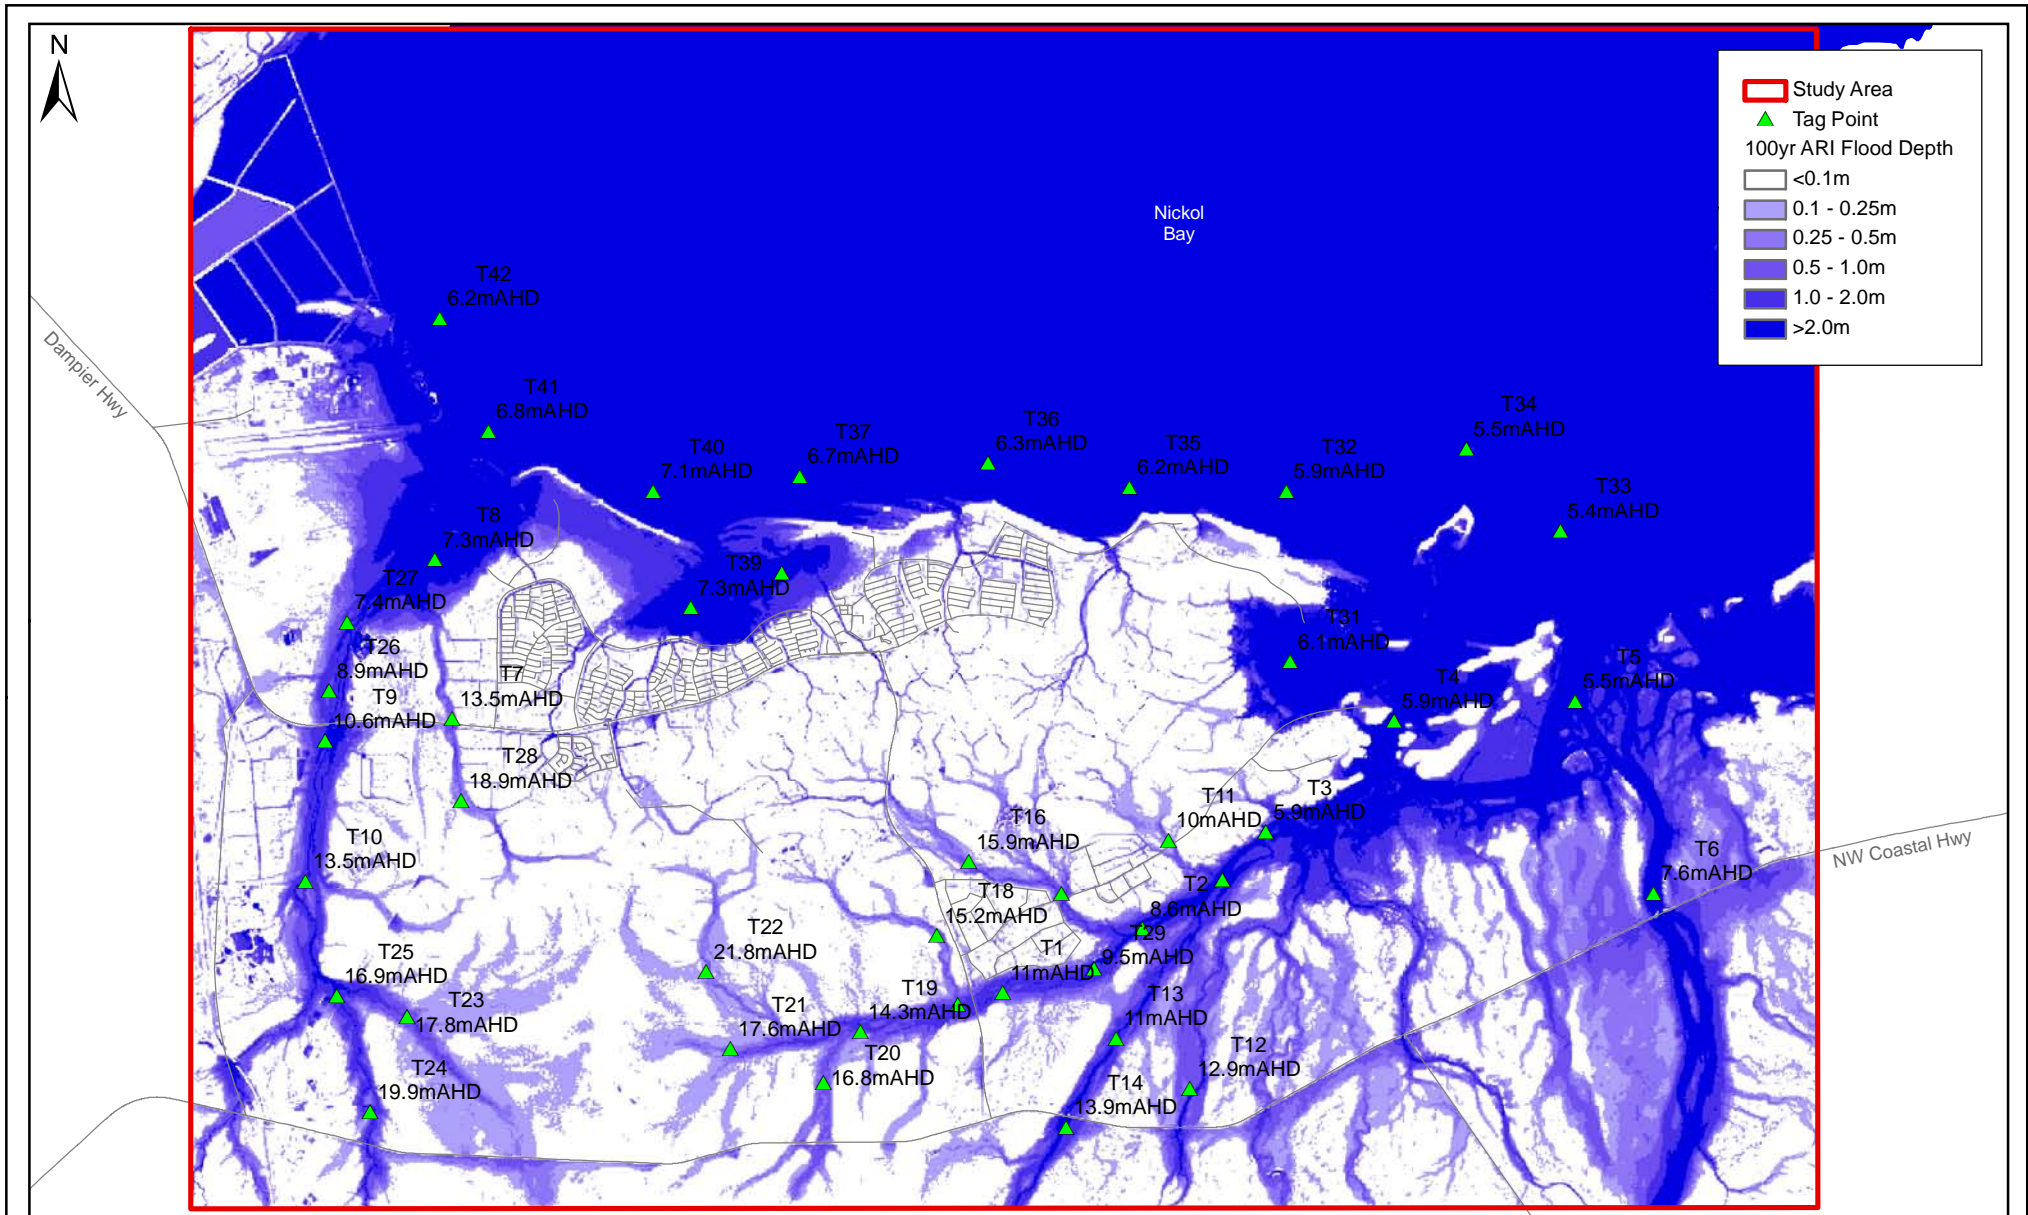 N
Study Area
Tag Point
100yr ARI Flood Depth
<0.1m
0.1 - 0.25m
0.25 - 0.5m
0.5 - 1.0m
1.0 - 2.0m
>2.0m
Nickol
Bay
T42
6.2mAHD
Dampier Hwy
T41
6.8mAHD
T40
7.1mAHD
T37
6.7mAHD
T36
6.3mAHD
T35
6.2mAHD
T32
5.9mAHD
T34
5.5mAHD
T33
5.4mAHD
T8
7.3mAHD
T39
7.3mAHD
T27
7.4mAHD
T26
8.9mAHD
T9
10.6mAHD
T7
13.5mAHD
T28
18.9mAHD
T31
6.1mAHD
T4
5.9mAHD
T5
5.5mAHD
T3
5.9mAHD
T11
10mAHD
T16
15.9mAHD
T10
13.5mAHD
T6
7.6mAHD
NW Coastal Hwy
T18
15.2mAHD
T2
8.6mAHD
T29
9.5mAHD
T1
11mAHD
T22
21.8mAHD
T25
16.9mAHD
T23
17.8mAHD
T21
17.6mAHD
T19
14.3mAHD
T13
11mAHD
T20
16.8mAHD
T12
12.9mAHD
T24
19.9mAHD
T14
13.9mAHD